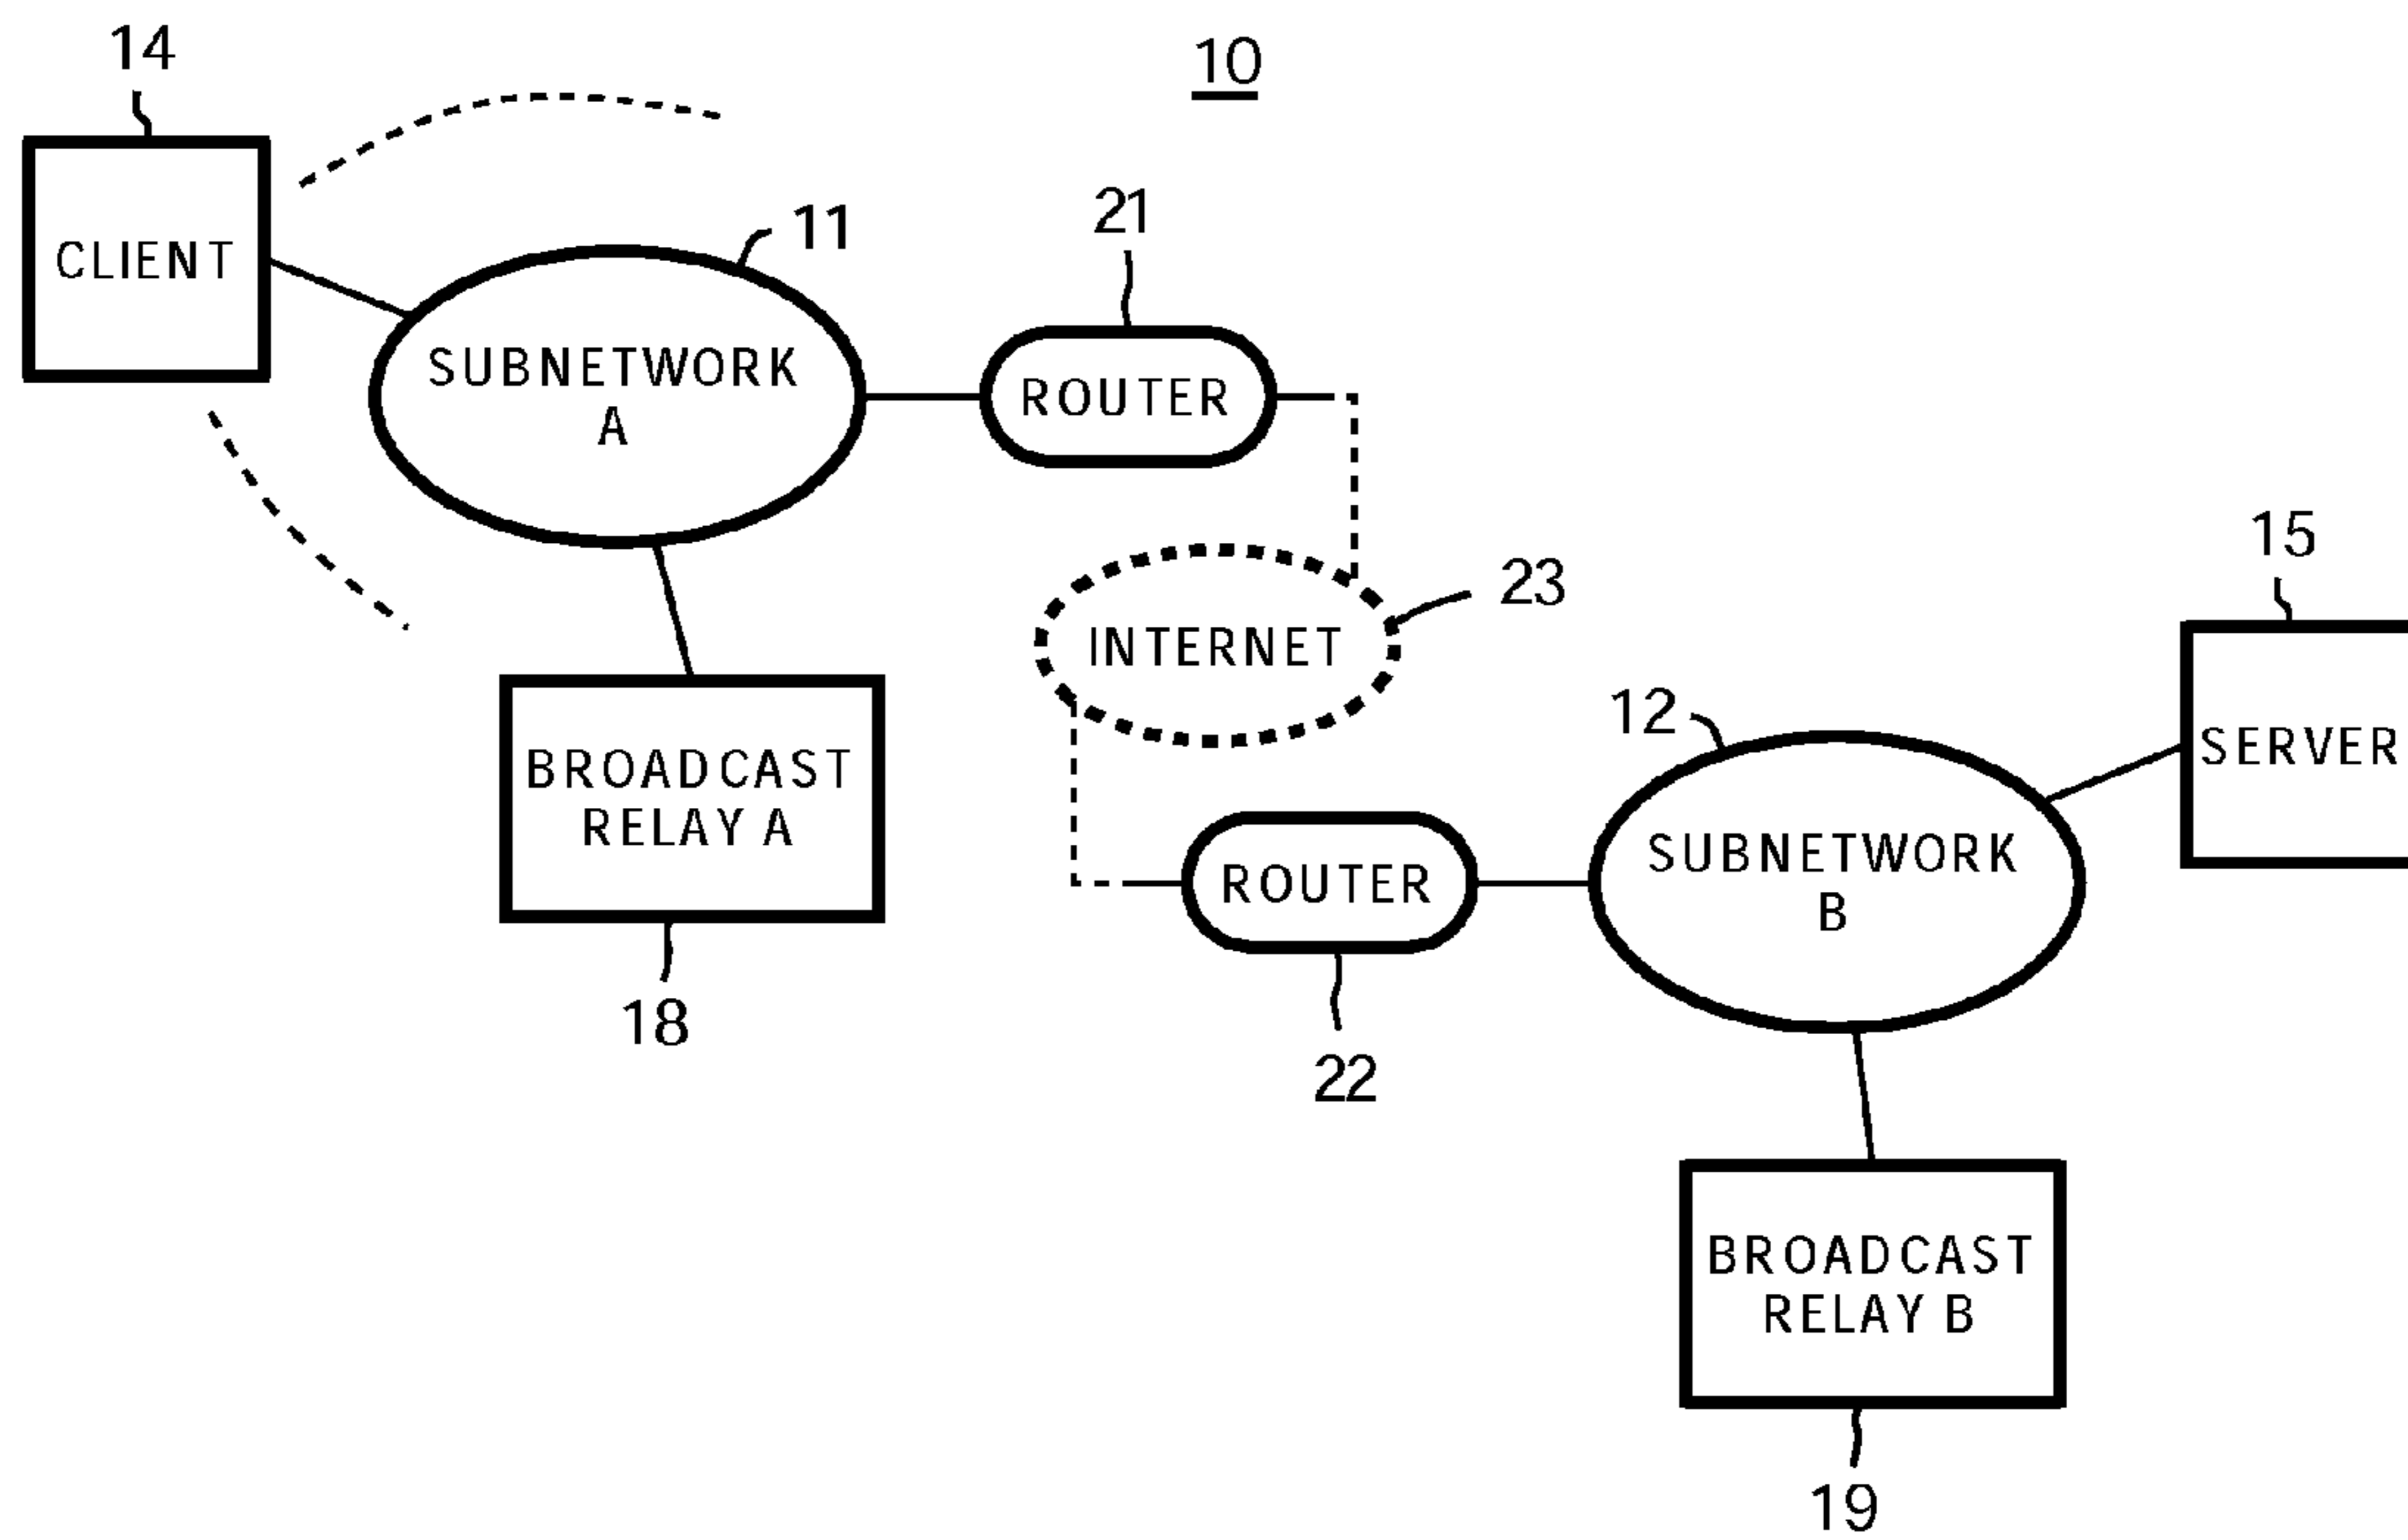 14
10
CLIENT
11
21
SUBNETWORK
A
ROUTER
23
INTERNET
15
SERVER
BROADCAST
RELAY A
18
12
ROUTER
22
SUBNETWORK
B
BROADCAST
RELAY B
19